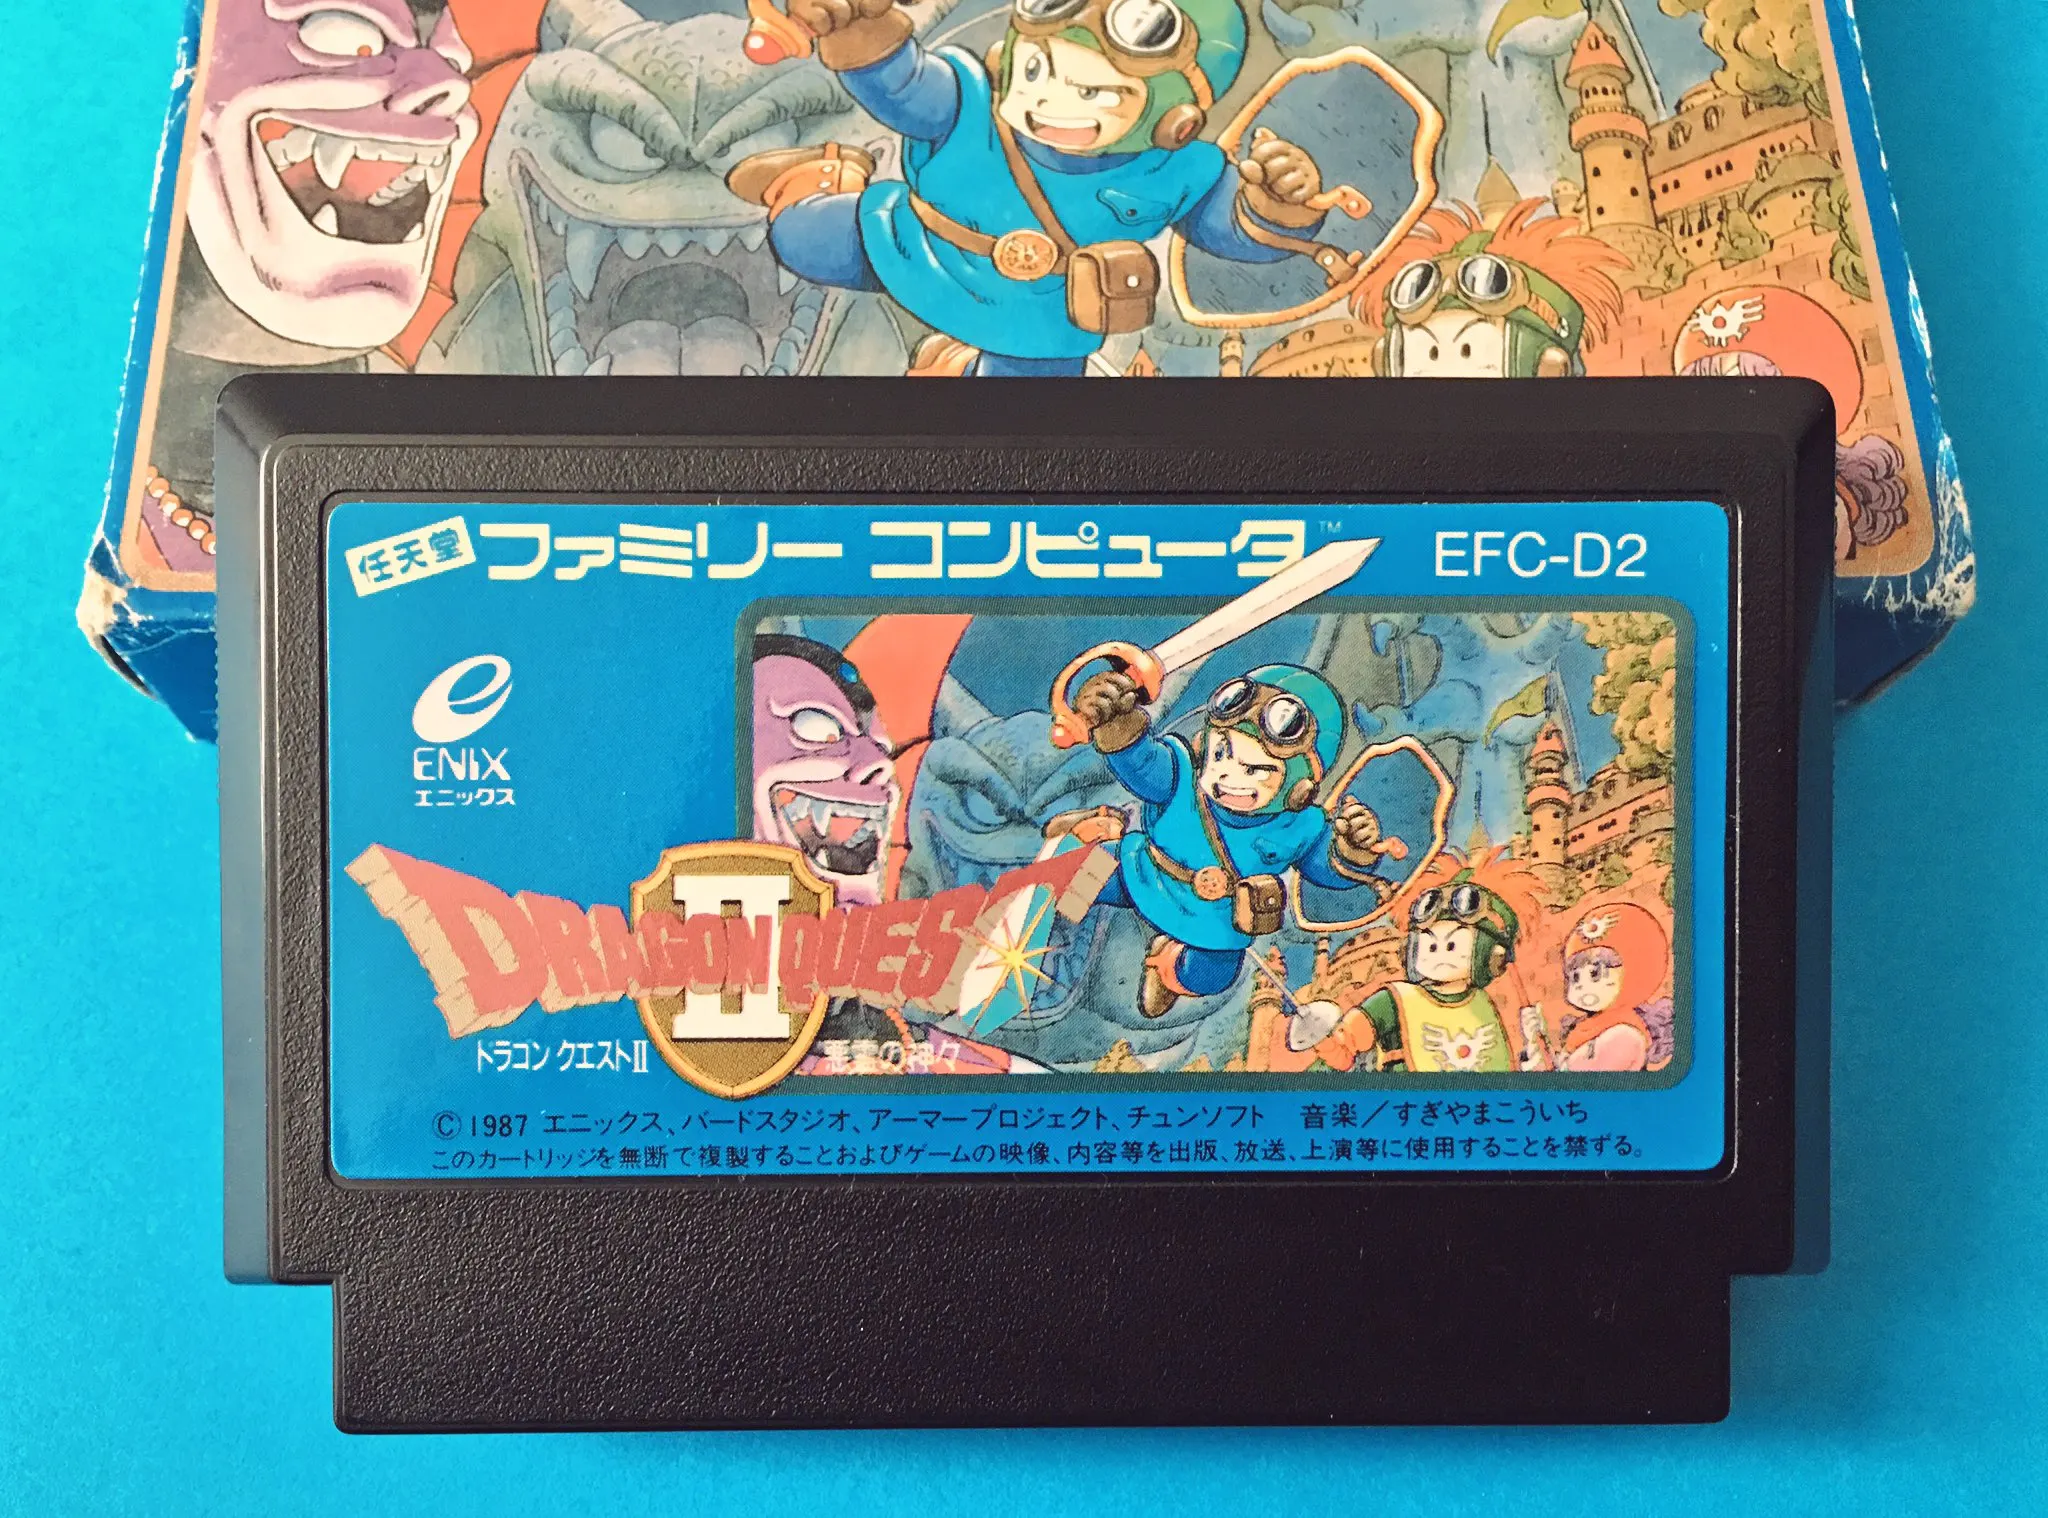 任天堂 ファミリー コンピュータ™ EFC-D2
ENIX
エニックス
DRAGON QUEST
II
ドラゴンクエストII 悪霊の神々
© 1987 エニックス、バードスタジオ、アーマープロジェクト、チュンソフト 音楽／すぎやまこういち
このカートリッジを無断で複製することおよびゲームの映像、内容等を出版、放送、上演等に使用することを禁ずる。